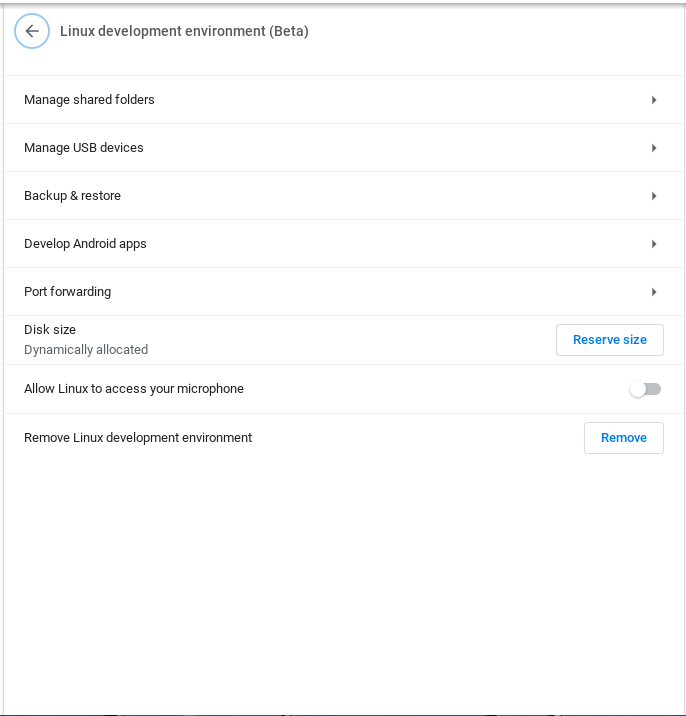 Linux development environment (Beta)
Manage shared folders
Manage USB devices
Backup & restore
Develop Android apps
Port forwarding
Disk size
Dynamically allocated
Reserve size
Allow Linux to access your microphone
Remove Linux development environment
Remove